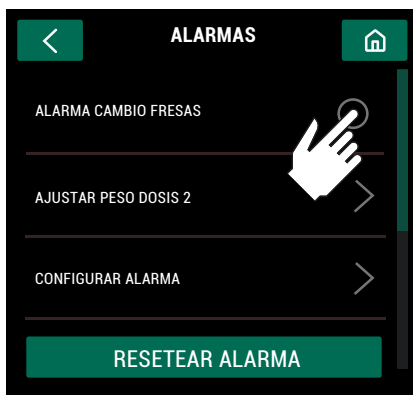 ALARMAS
ALARMA CAMBIO FRESAS
AJUSTAR PESO DOSIS 2
CONFIGURAR ALARMA
RESETEAR ALARMA